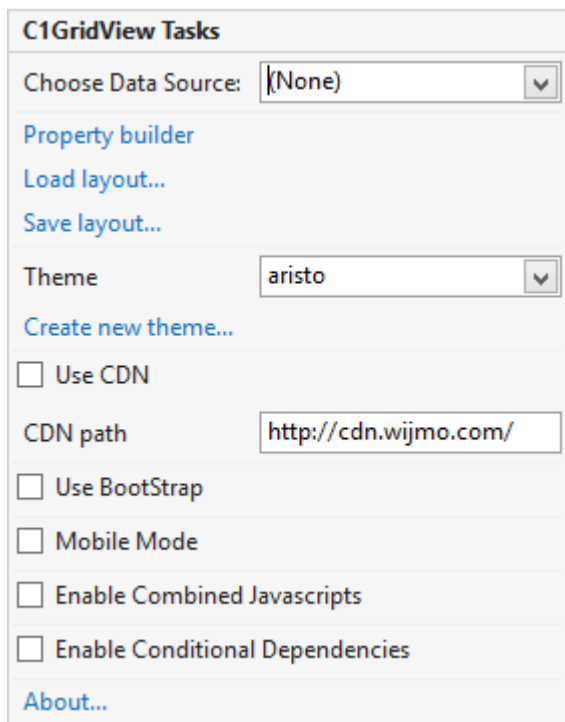 C1GridView Tasks
Choose Data Source: (None)
Property builder
Load layout...
Save layout...
Theme aristo
Create new theme...
Use CDN
CDN path http://cdn.wijmo.com/
Use BootStrap
Mobile Mode
Enable Combined Javascripts
Enable Conditional Dependencies
About...